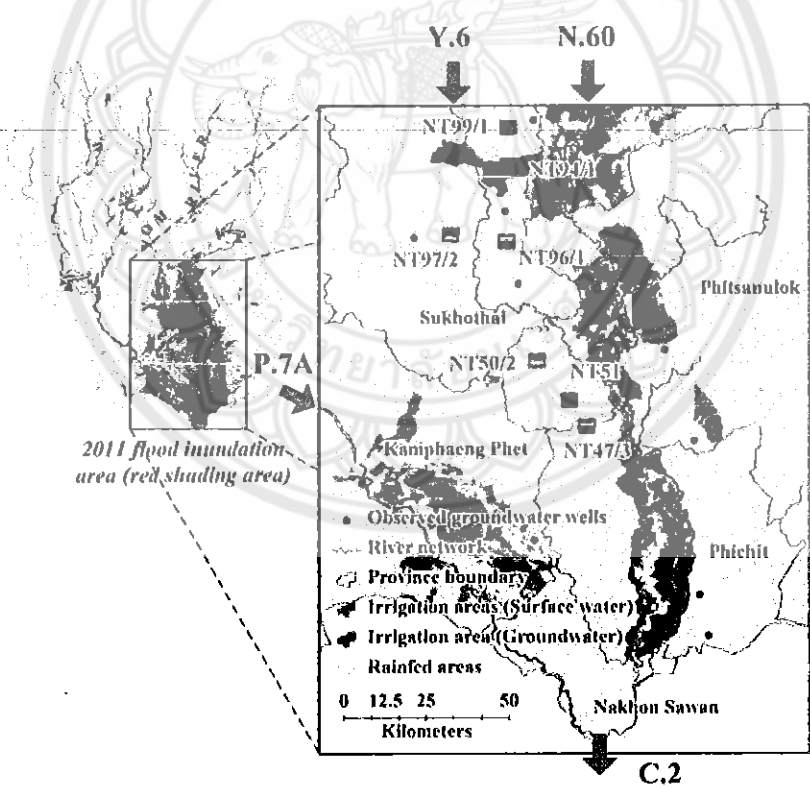 Y.6
N.60
NT99/1
YOM RIVER
NT97/2
NT96/1
Phitsanulok
Sukhothai
NT50/2
NT51
P.7A
NT47/3
2011 flood inundation
area (red shading area)
Kamphaeng Phet
Observed groundwater wells
River network
Phichit
Province boundary
Irrigation areas (Surface water)
Irrigation area (Groundwater)
Rainfed areas
0 12.5 25 50
Kilometers
Nakhon Sawan
C.2